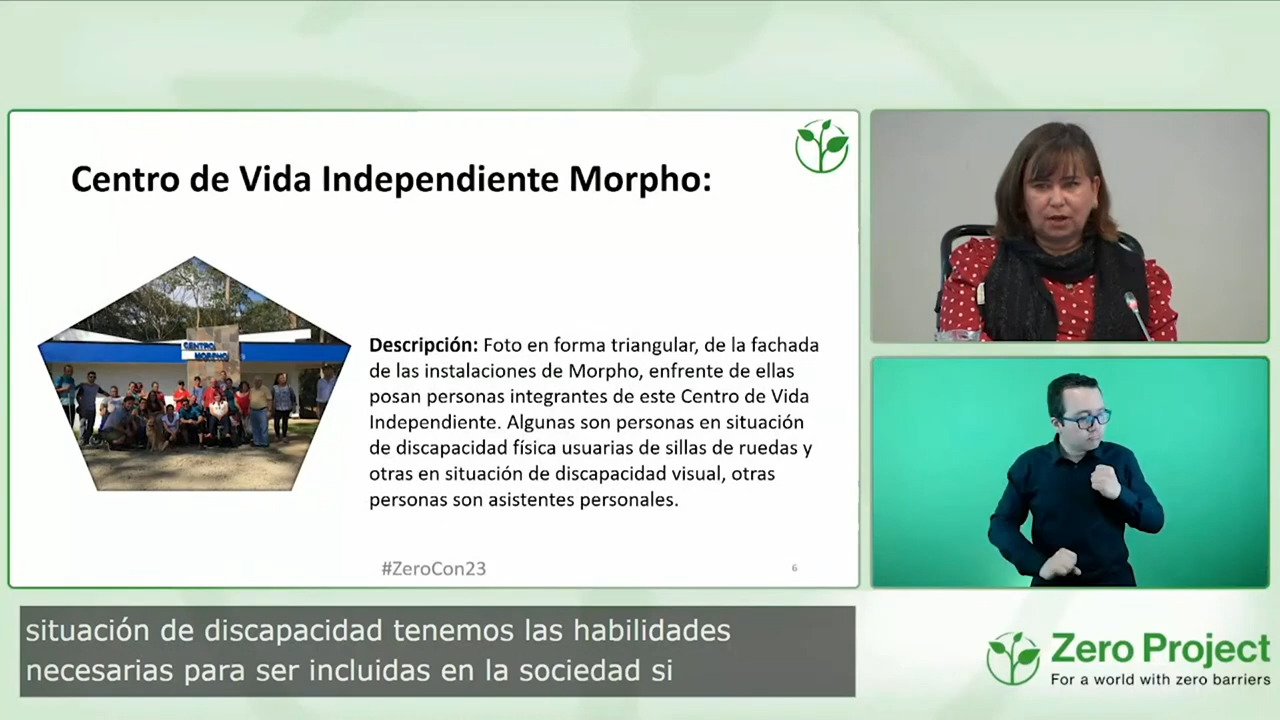 Centro de Vida Independiente Morpho:
CENTRO
MORPHO
Descripción: Foto en forma triangular, de la fachada
de las instalaciones de Morpho, enfrente de ellas
posan personas integrantes de este Centro de Vida
Independiente. Algunas son personas en situación
de discapacidad física usuarias de sillas de ruedas y
otras en situación de discapacidad visual, otras
personas son asistentes personales.
#ZeroCon23
6
situación de discapacidad tenemos las habilidades
necesarias para ser incluidas en la sociedad si
Zero Project
For a world with zero barriers